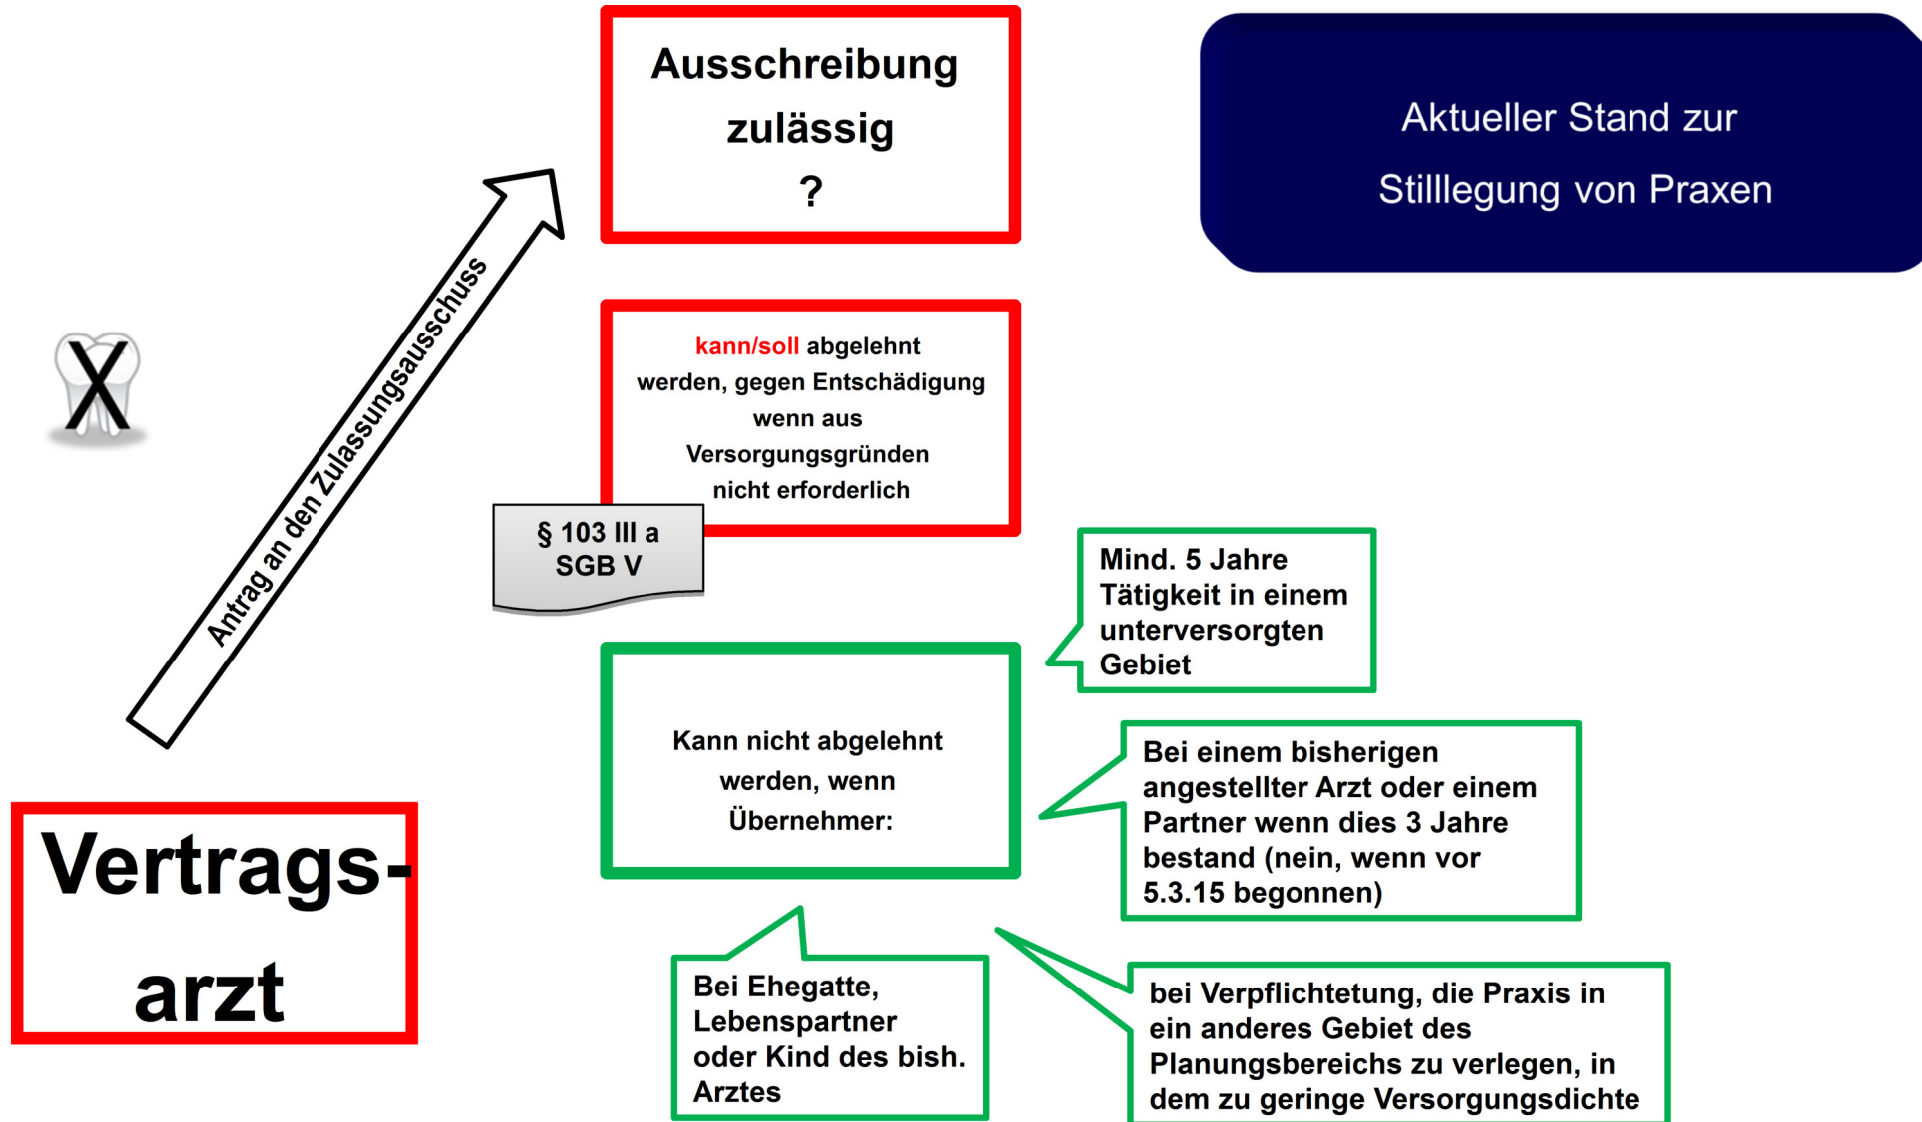 Ausschreibung
zulässig
?
Aktueller Stand zur
Stilllegung von Praxen
Antrag an den Zulassungsausschuss
X
kann/soll abgelehnt
werden, gegen Entschädigung
wenn aus
Versorgungsgründen
nicht erforderlich
§ 103 III a
SGB V
Mind. 5 Jahre
Tätigkeit in einem
unterversorgten
Gebiet
Kann nicht abgelehnt
werden, wenn
Übernehmer:
Bei einem bisherigen
angestellter Arzt oder einem
Partner wenn dies 3 Jahre
bestand (nein, wenn vor
5.3.15 begonnen)
Vertrags-
arzt
Bei Ehegatte,
Lebenspartner
oder Kind des bish.
Arztes
bei Verpflichtetung, die Praxis in
ein anderes Gebiet des
Planungsbereichs zu verlegen, in
dem zu geringe Versorgungsdichte